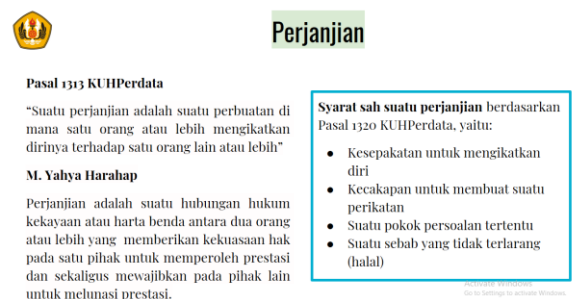 Perjanjian
Pasal 1313 KUHPerdata
“Suatu perjanjian adalah suatu perbuatan di
mana satu orang atau lebih mengikatkan
dirinya terhadap satu orang lain atau lebih”
M. Yahya Harahap
Perjanjian adalah suatu hubungan hukum
kekayaan atau harta benda antara dua orang
atau lebih yang memberikan kekuasaan hak
pada satu pihak untuk memperoleh prestasi
dan sekaligus mewajibkan pada pihak lain
untuk melunasi prestasi.
Syarat sah suatu perjanjian berdasarkan
Pasal 1320 KUHPerdata, yaitu:
● Kesepakatan untuk mengikatkan
diri
● Kecakapan untuk membuat suatu
perikatan
● Suatu pokok persoalan tertentu
● Suatu sebab yang tidak terlarang
(halal)
Activate Windows
Go to Settings to activate Windows.